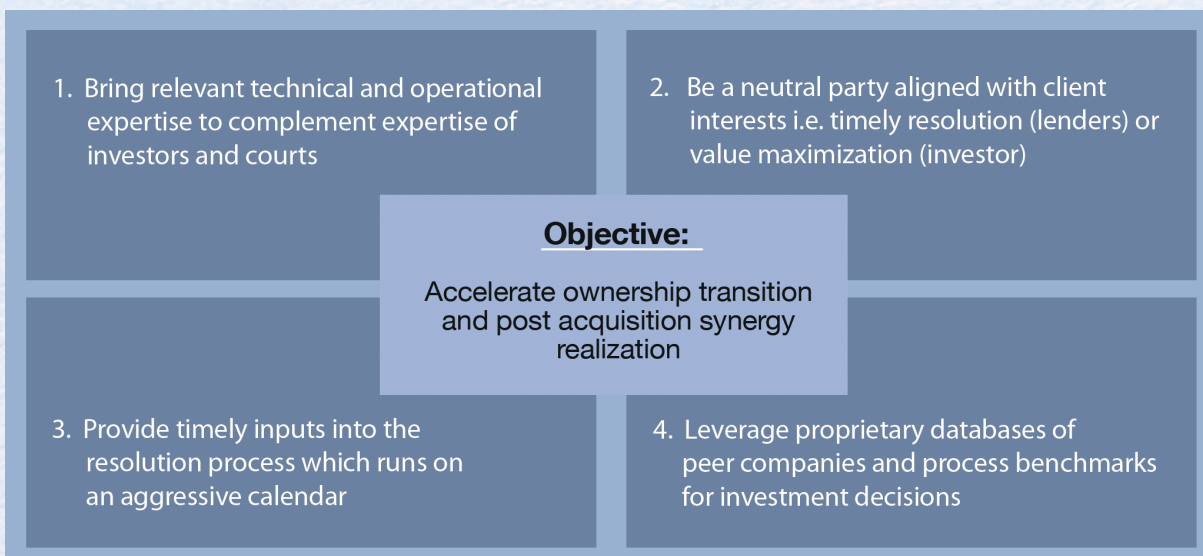 1. Bring relevant technical and operational
expertise to complement expertise of
investors and courts
2. Be a neutral party aligned with client
interests i.e. timely resolution (lenders) or
value maximization (investor)
Objective:
Accelerate ownership transition
and post acquisition synergy
realization
3. Provide timely inputs into the
resolution process which runs on
an aggressive calendar
4. Leverage proprietary databases of
peer companies and process benchmarks
for investment decisions